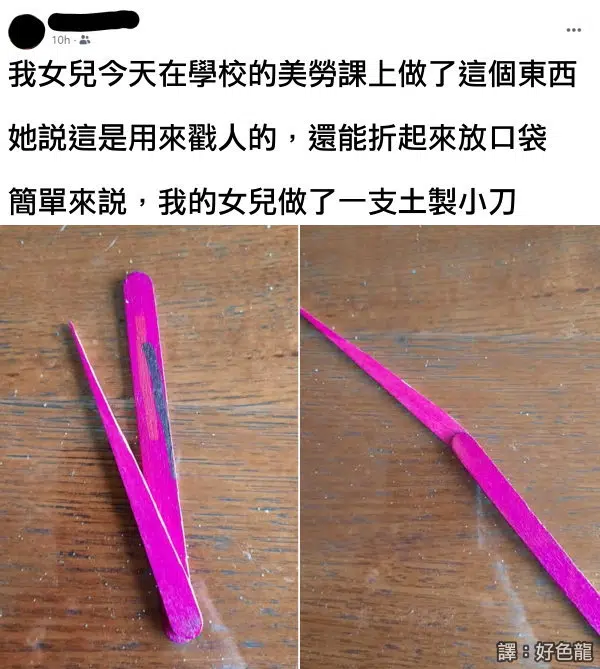 10h ·
我女兒今天在學校的美勞課上做了這個東西
她說這是用來戳人的，還能折起來放口袋
簡單來說，我的女兒做了一支土製小刀
譯：好色龍